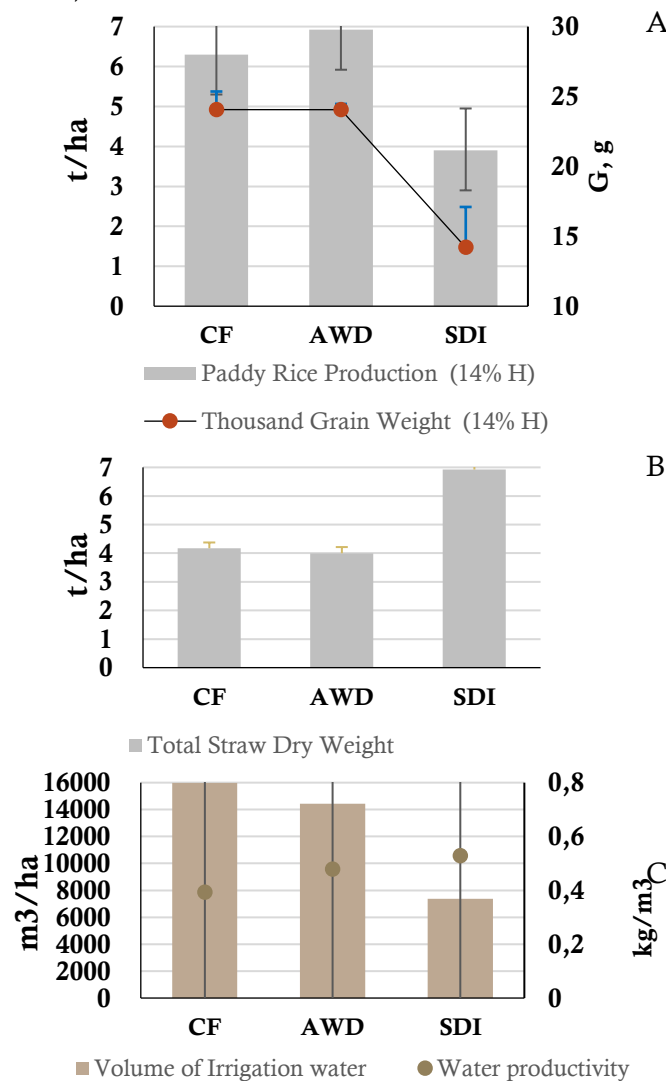 A
7
6
5
4
3
2
1
0
t/ha
30
25
20
15
10
G, g
CF AWD SDI
Paddy Rice Production (14% H)
Thousand Grain Weight (14% H)
B
7
6
5
4
3
2
1
0
t/ha
CF AWD SDI
Total Straw Dry Weight
16000
14000
12000
10000
8000
6000
4000
2000
0
m3/ha
0,8
0,6
0,4
0,2
0
kg/m3
C
CF AWD SDI
Volume of Irrigation water Water productivity